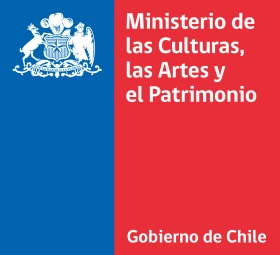 Ministerio de
las Culturas,
las Artes y
el Patrimonio
Gobierno de Chile